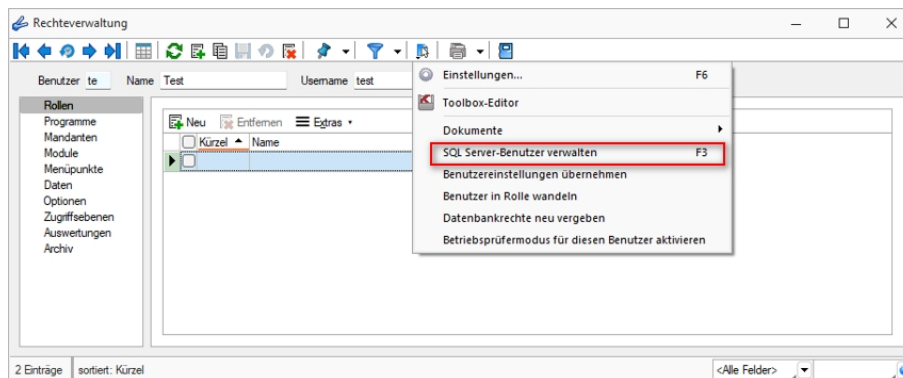 Rechteverwaltung
Benutzer te Name Test Username test
Rollen
Programme
Mandanten
Module
Menüpunkte
Daten
Optionen
Zugriffsebenen
Auswertungen
Archiv
Neu Entfernen Extras
Kürzel Name
Einstellungen... F6
Toolbox-Editor
Dokumente
SQL Server-Benutzer verwalten F3
Benutzereinstellungen übernehmen
Benutzer in Rolle wandeln
Datenbankrechte neu vergeben
Betriebsprüfermodus für diesen Benutzer aktivieren
2 Einträge sortiert: Kürzel <Alle Felder>